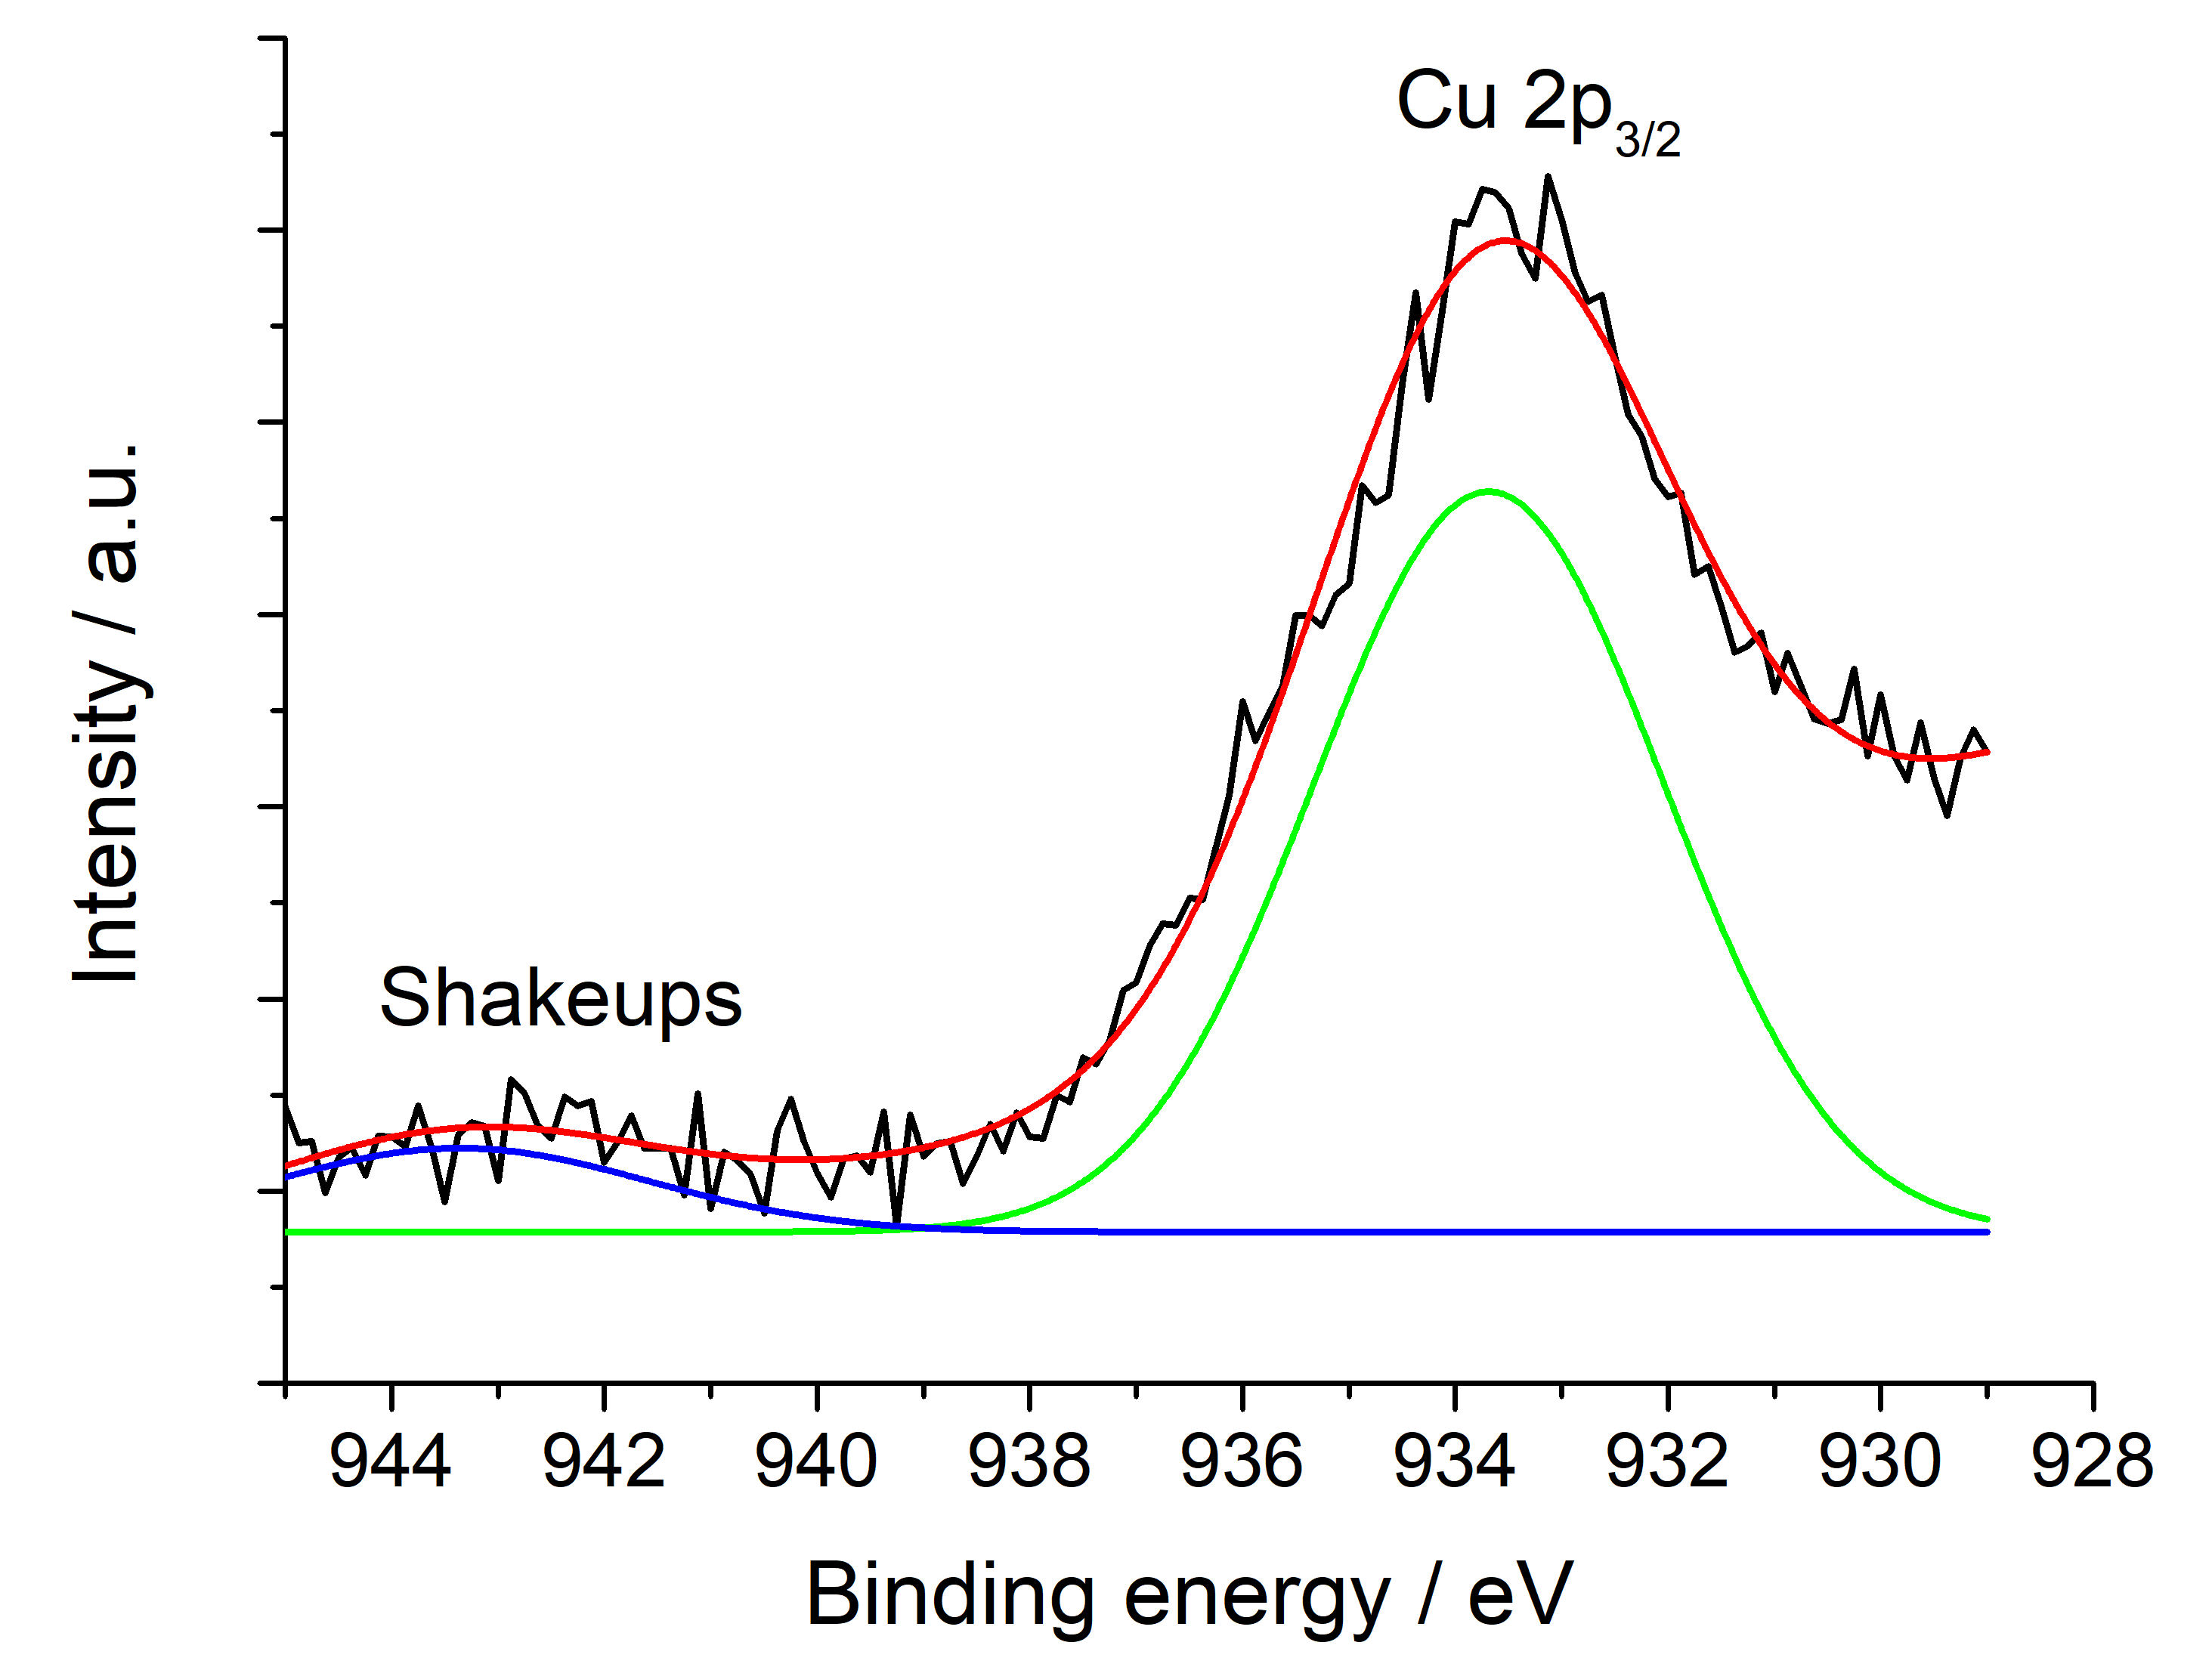 Cu 2p3/2
Intensity / a.u.
Shakeups
944 942 940 938 936 934 932 930 928
Binding energy / eV